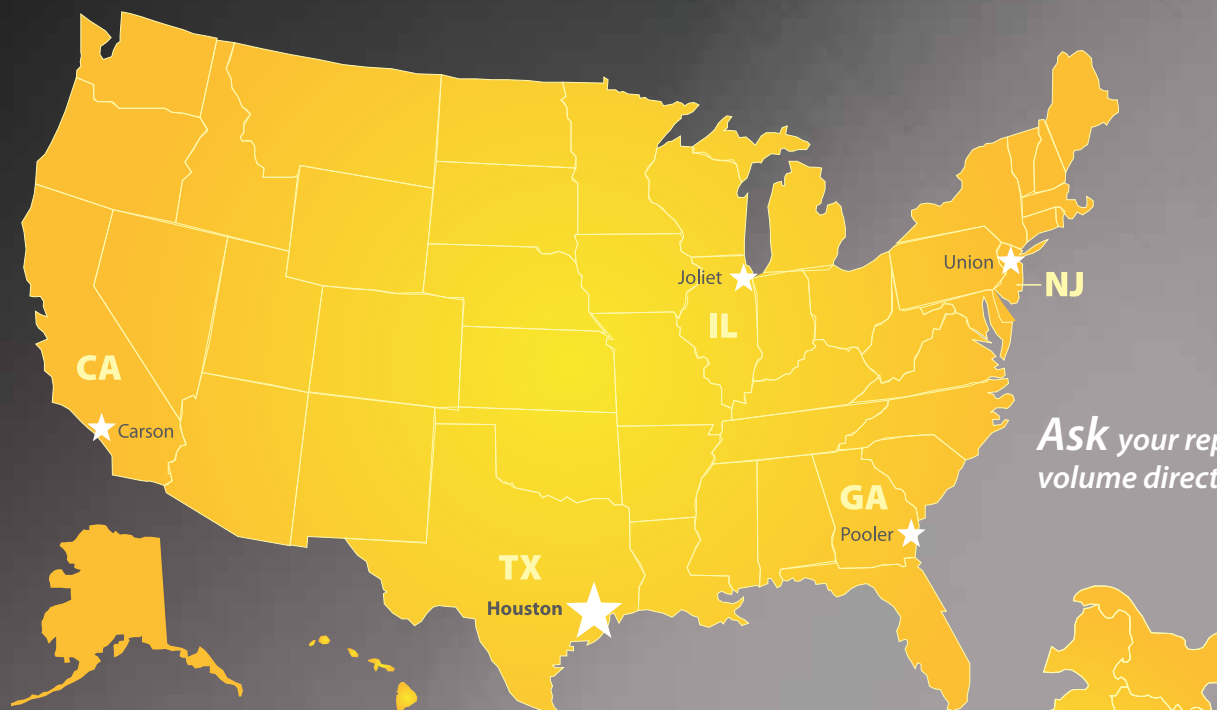 Union
NJ
Joliet
IL
CA
Carson
Ask your rep
volume direct
GA
Pooler
TX
Houston